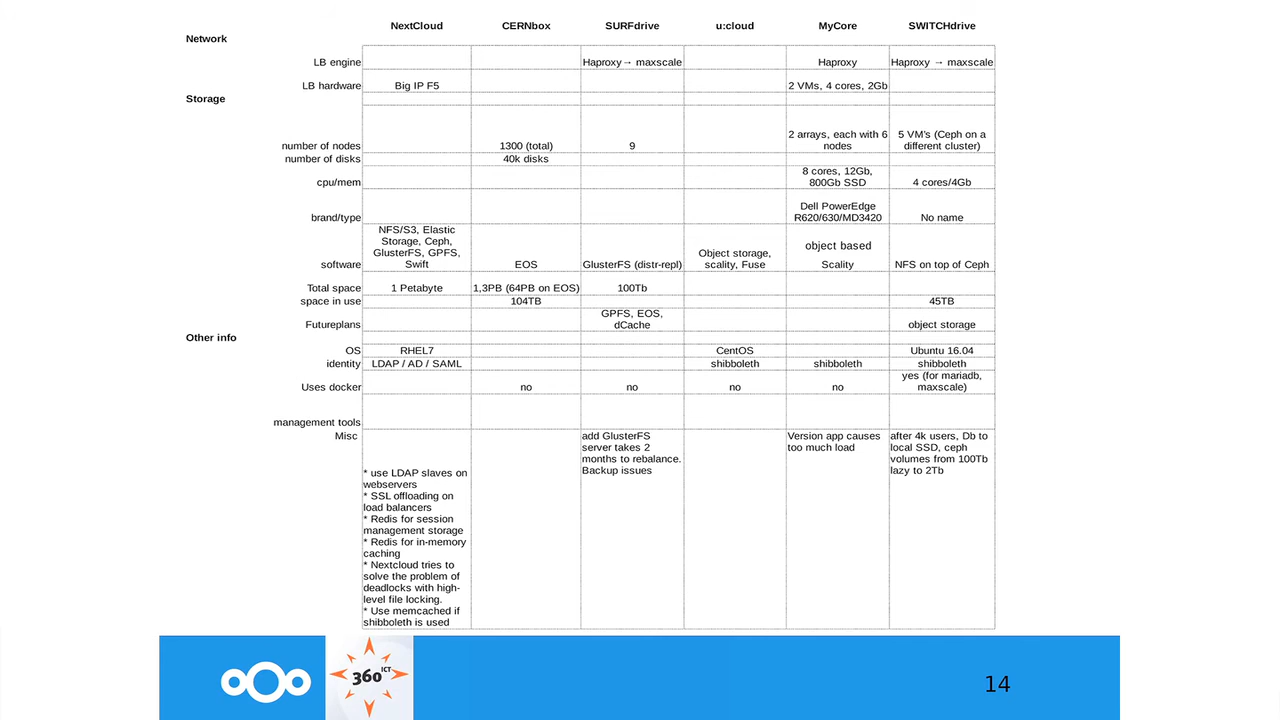 NextCloud CERNbox SURFdrive u:cloud MyCore SWITCHdrive
Network
LB engine Haproxy → maxscale Haproxy Haproxy → maxscale
LB hardware Big IP F5 2 VMs, 4 cores, 2Gb
Storage
number of nodes 1300 (total) 9 2 arrays, each with 6
nodes 5 VM's (Ceph on a
different cluster)
number of disks 40k disks
cpu/mem 8 cores, 12Gb,
800Gb SSD 4 cores/4Gb
brand/type Dell PowerEdge
R620/630/MD3420 No name
software NFS/S3, Elastic
Storage, Ceph,
GlusterFS, GPFS,
Swift EOS GlusterFS (distr-repl) Object storage,
scality, Fuse object based
Scality NFS on top of Ceph
Total space 1 Petabyte 1,3PB (64PB on EOS) 100Tb
space in use 104TB 45TB
Futureplans GPFS, EOS,
dCache object storage
Other info
OS RHEL7 CentOS Ubuntu 16.04
identity LDAP / AD / SAML shibboleth shibboleth shibboleth
Uses docker no no no no yes (for mariadb,
maxscale)
management tools
Misc
* use LDAP slaves on
webservers
* SSL offloading on
load balancers
* Redis for session
management storage
* Redis for in-memory
caching
* Nextcloud tries to
solve the problem of
deadlocks with high-
level file locking.
* Use memcached if
shibboleth is used
add GlusterFS
server takes 2
months to rebalance.
Backup issues
Version app causes
too much load
after 4k users, Db to
local SSD, ceph
volumes from 100Tb
lazy to 2Tb
360 ICT
14